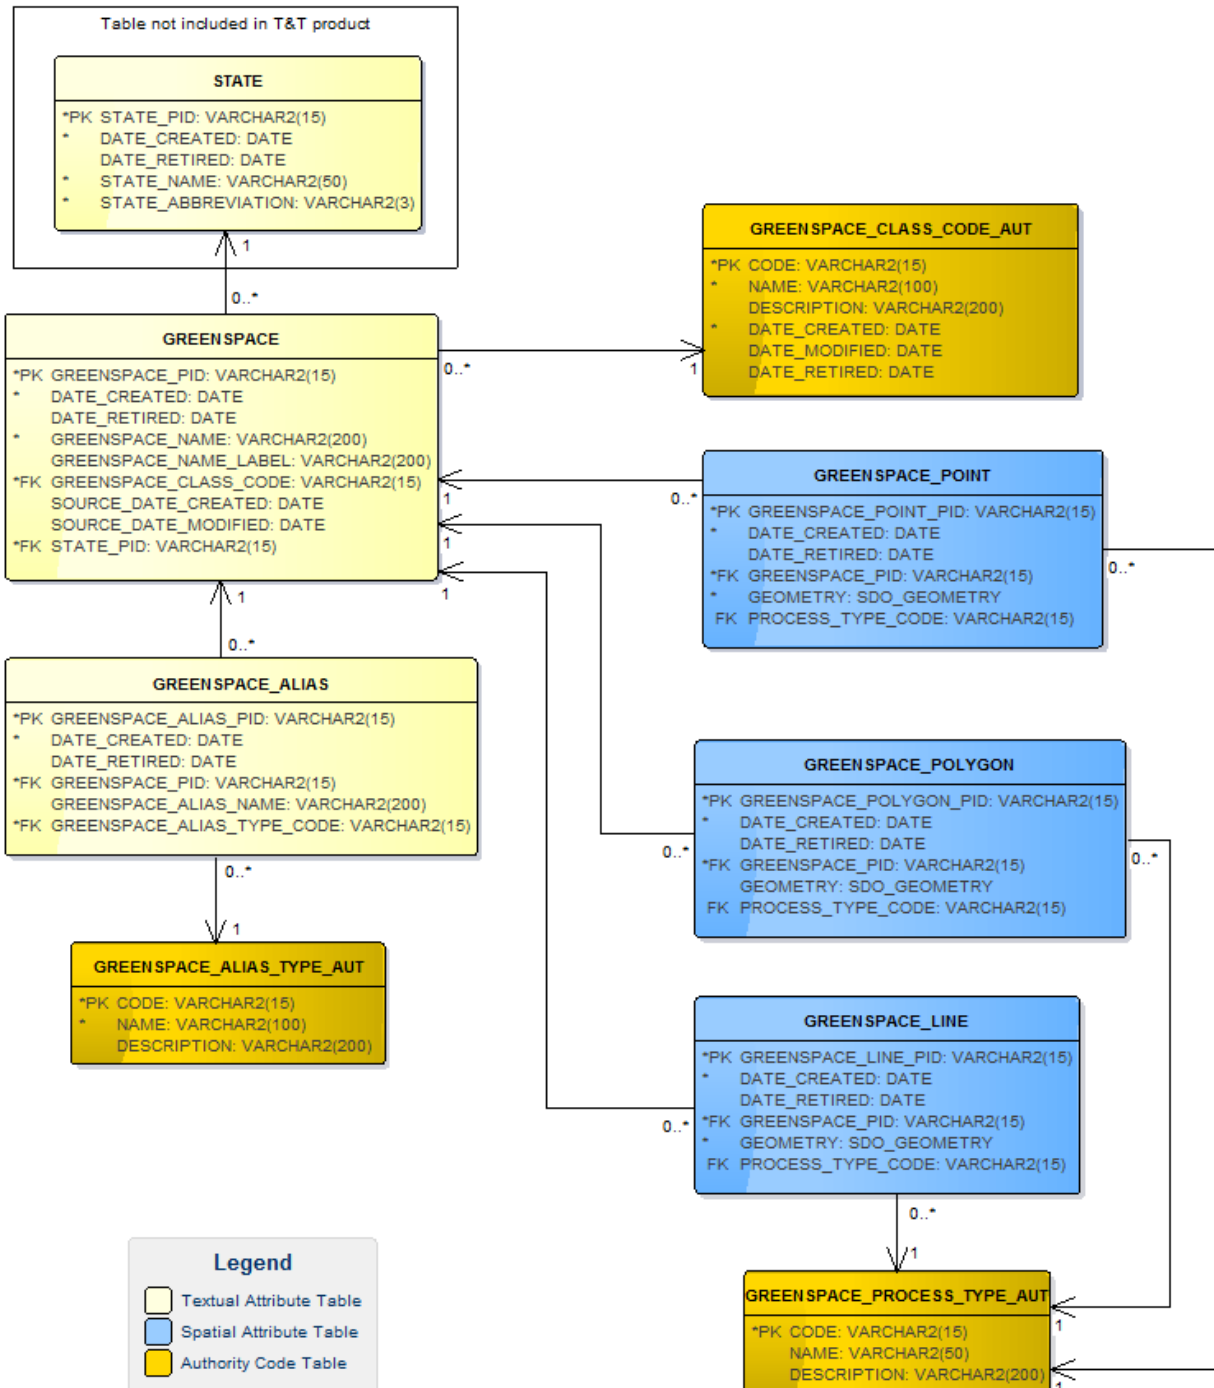 Table not included in T&T product
STATE
*PK STATE_PID: VARCHAR2(15)
* DATE_CREATED: DATE
DATE_RETIRED: DATE
* STATE_NAME: VARCHAR2(50)
* STATE_ABBREVIATION: VARCHAR2(3)
1
0..*
GREENSPACE
*PK GREENSPACE_PID: VARCHAR2(15)
* DATE_CREATED: DATE
DATE_RETIRED: DATE
* GREENSPACE_NAME: VARCHAR2(200)
GREENSPACE_NAME_LABEL: VARCHAR2(200)
*FK GREENSPACE_CLASS_CODE: VARCHAR2(15)
SOURCE_DATE_CREATED: DATE
SOURCE_DATE_MODIFIED: DATE
*FK STATE_PID: VARCHAR2(15)
0..*
1
GREENSPACE_CLASS_CODE_AUT
*PK CODE: VARCHAR2(15)
* NAME: VARCHAR2(100)
DESCRIPTION: VARCHAR2(200)
* DATE_CREATED: DATE
DATE_MODIFIED: DATE
DATE_RETIRED: DATE
1
0..*
1
1
GREENSPACE_POINT
*PK GREENSPACE_POINT_PID: VARCHAR2(15)
* DATE_CREATED: DATE
DATE_RETIRED: DATE
*FK GREENSPACE_PID: VARCHAR2(15)
* GEOMETRY: SDO_GEOMETRY
FK PROCESS_TYPE_CODE: VARCHAR2(15)
0..*
1
0..*
GREENSPACE_ALIAS
*PK GREENSPACE_ALIAS_PID: VARCHAR2(15)
* DATE_CREATED: DATE
DATE_RETIRED: DATE
*FK GREENSPACE_PID: VARCHAR2(15)
GREENSPACE_ALIAS_NAME: VARCHAR2(200)
*FK GREENSPACE_ALIAS_TYPE_CODE: VARCHAR2(15)
0..*
1
GREENSPACE_POLYGON
*PK GREENSPACE_POLYGON_PID: VARCHAR2(15)
* DATE_CREATED: DATE
DATE_RETIRED: DATE
*FK GREENSPACE_PID: VARCHAR2(15)
GEOMETRY: SDO_GEOMETRY
FK PROCESS_TYPE_CODE: VARCHAR2(15)
0..*
0..*
GREENSPACE_ALIAS_TYPE_AUT
*PK CODE: VARCHAR2(15)
* NAME: VARCHAR2(100)
DESCRIPTION: VARCHAR2(200)
GREENSPACE_LINE
*PK GREENSPACE_LINE_PID: VARCHAR2(15)
* DATE_CREATED: DATE
DATE_RETIRED: DATE
*FK GREENSPACE_PID: VARCHAR2(15)
* GEOMETRY: SDO_GEOMETRY
FK PROCESS_TYPE_CODE: VARCHAR2(15)
0..*
0..*
1
GREENSPACE_PROCESS_TYPE_AUT
*PK CODE: VARCHAR2(15)
NAME: VARCHAR2(50)
DESCRIPTION: VARCHAR2(200)
1
1
Legend
Textual Attribute Table
Spatial Attribute Table
Authority Code Table